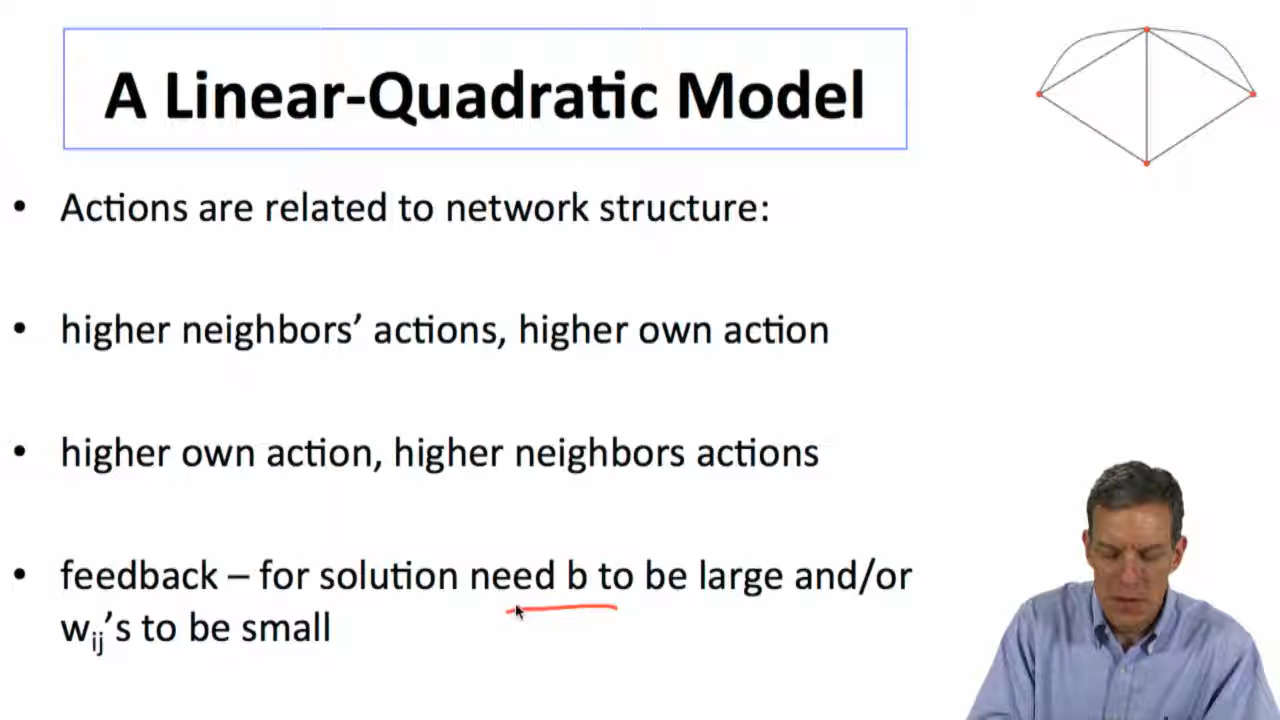 A Linear-Quadratic Model
• Actions are related to network structure:
• higher neighbors’ actions, higher own action
• higher own action, higher neighbors actions
• feedback – for solution need b to be large and/or
wij’s to be small